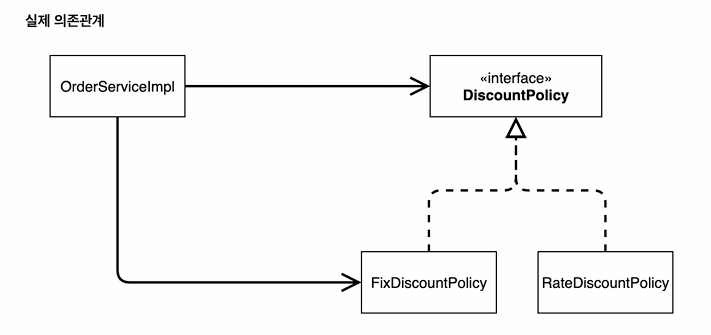 실제 의존관계
OrderServiceImpl
«interface»
DiscountPolicy
FixDiscountPolicy
RateDiscountPolicy